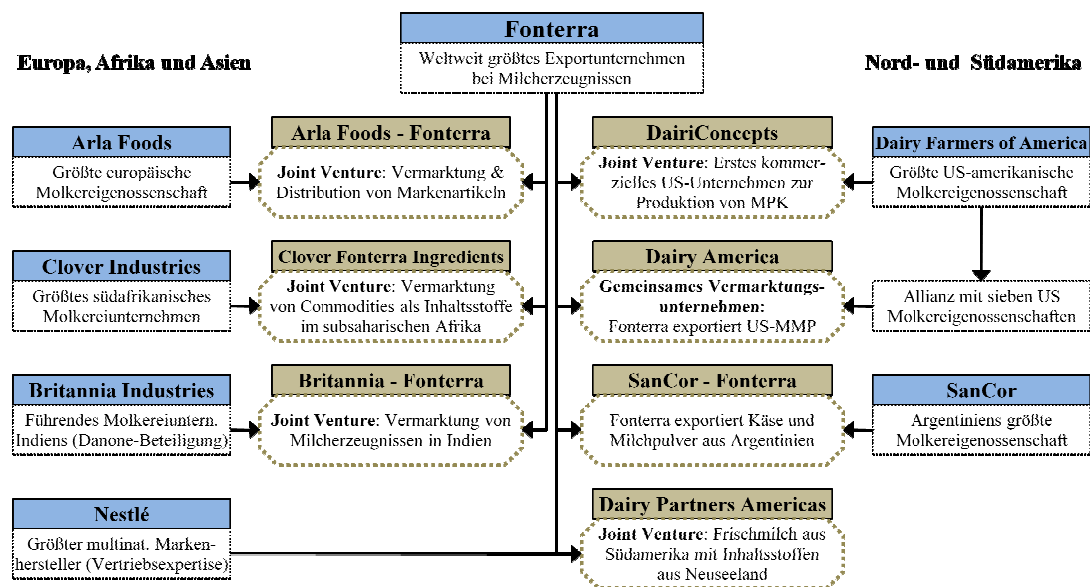 Fonterra
Weltweit größtes Exportunternehmen
bei Milcherzeugnissen
Europa, Afrika und Asien
Nord- und Südamerika
Arla Foods
Größte europäische
Molkereigenossenschaft
Arla Foods - Fonterra
Joint Venture: Vermarktung &
Distribution von Markenartikeln
DairiConcepts
Joint Venture: Erstes kommer-
zielles US-Unternehmen zur
Produktion von MPK
Dairy Farmers of America
Größte US-amerikanische
Molkereigenossenschaft
Clover Industries
Größtes südafrikanisches
Molkereiunternehmen
Clover Fonterra Ingredients
Joint Venture: Vermarktung
von Commodities als Inhaltsstoffe
im subsaharischen Afrika
Dairy America
Gemeinsames Vermarktungs-
unternehmen:
Fonterra exportiert US-MMP
Allianz mit sieben US
Molkereigenossenschaften
Britannia Industries
Führendes Molkereiuntern.
Indiens (Danone-Beteiligung)
Britannia - Fonterra
Joint Venture: Vermarktung von
Milcherzeugnissen in Indien
SanCor - Fonterra
Fonterra exportiert Käse und
Milchpulver aus Argentinien
SanCor
Argentiniens größte
Molkereigenossenschaft
Nestlé
Größter multinat. Marken-
hersteller (Vertriebsexpertise)
Dairy Partners Americas
Joint Venture: Frischmilch aus
Südamerika mit Inhaltsstoffen
aus Neuseeland